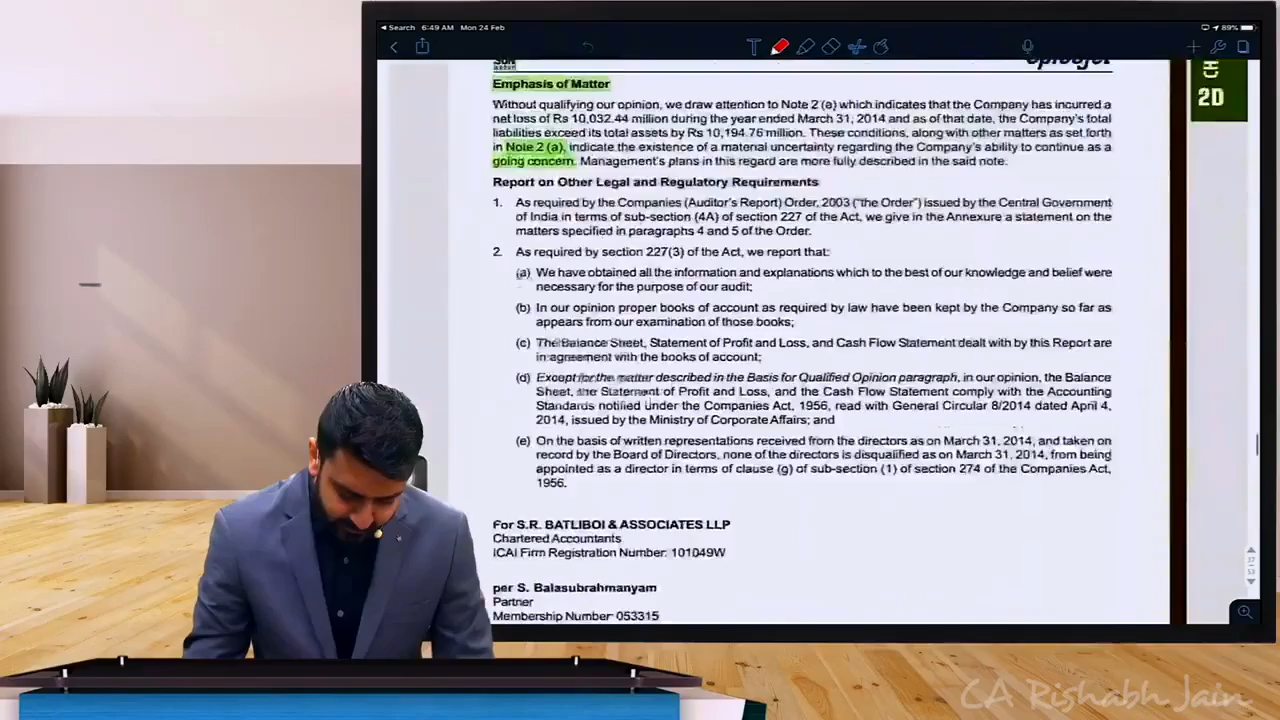 Search 6:49 AM Mon 24 Feb
89%
T
CH
2D
Emphasis of Matter
Without qualifying our opinion, we draw attention to Note 2 (a) which indicates that the Company has incurred a
net loss of Rs 10,032.44 million during the year ended March 31, 2014 and as of that date, the Company's total
liabilities exceed its total assets by Rs 10,194.76 million. These conditions, along with other matters as set forth
in Note 2 (a), indicate the existence of a material uncertainty regarding the Company's ability to continue as a
going concern. Management's plans in this regard are more fully described in the said note.
Report on Other Legal and Regulatory Requirements
1. As required by the Companies (Auditor's Report) Order, 2003 ("the Order") issued by the Central Government
of India in terms of sub-section (4A) of section 227 of the Act, we give in the Annexure a statement on the
matters specified in paragraphs 4 and 5 of the Order.
2. As required by section 227(3) of the Act, we report that:
(a) We have obtained all the information and explanations which to the best of our knowledge and belief were
necessary for the purpose of our audit;
(b) In our opinion proper books of account as required by law have been kept by the Company so far as
appears from our examination of those books;
(c) The Balance Sheet, Statement of Profit and Loss, and Cash Flow Statement dealt with by this Report are
in agreement with the books of account;
(d) Except for the matter described in the Basis for Qualified Opinion paragraph, in our opinion, the Balance
Sheet, the Statement of Profit and Loss, and the Cash Flow Statement comply with the Accounting
Standards notified under the Companies Act, 1956, read with General Circular 8/2014 dated April 4,
2014, issued by the Ministry of Corporate Affairs; and
(e) On the basis of written representations received from the directors as on March 31, 2014, and taken on
record by the Board of Directors, none of the directors is disqualified as on March 31, 2014, from being
appointed as a director in terms of clause (g) of sub-section (1) of section 274 of the Companies Act,
1956.
For S.R. BATLIBOI & ASSOCIATES LLP
Chartered Accountants
ICAI Firm Registration Number: 101049W
37
53
per S. Balasubrahmanyam
Partner
Membership Number 053315
CA Rishabh Jain